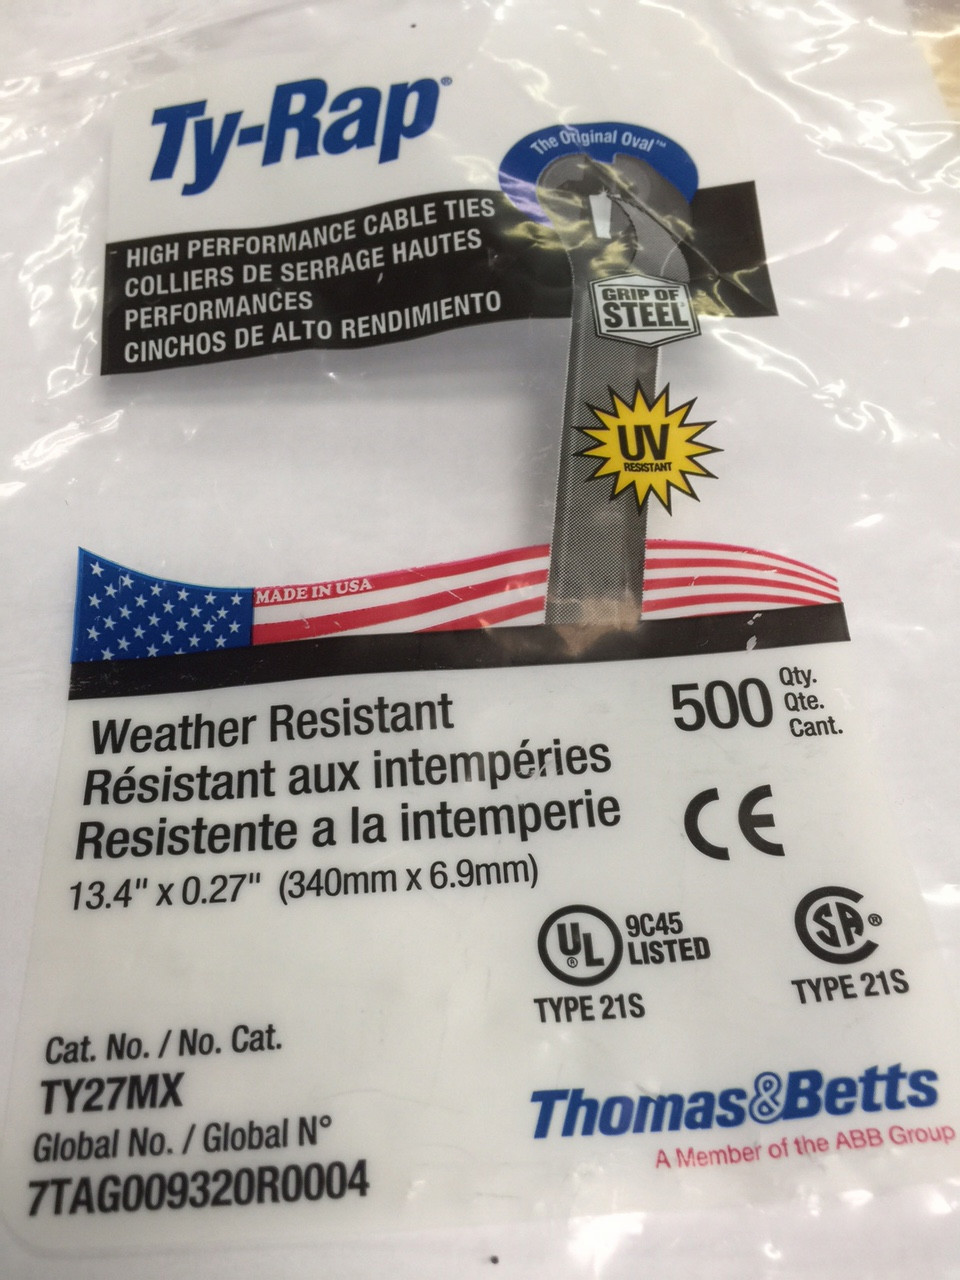 Ty-Rap®
The Original Oval™
HIGH PERFORMANCE CABLE TIES
COLLIERS DE SERRAGE HAUTES
PERFORMANCES
CINCHOS DE ALTO RENDIMIENTO
GRIP OF
STEEL
UV
RESISTANT
MADE IN USA
Weather Resistant
Résistant aux intempéries
Resistente a la intemperie
13.4" x 0.27" (340mm x 6.9mm)
500
Qty.
Qte.
Cant.
CE
UL®
9C45
LISTED
TYPE 21S
SA®
TYPE 21S
Cat. No. / No. Cat.
TY27MX
Global No. / Global N°
7TAG009320R0004
Thomas&Betts
A Member of the ABB Group